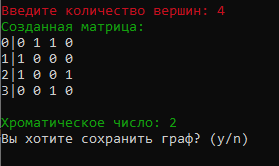 Введите количество вершин: 4
Созданная матрица:
0|0 1 1 0
1|1 0 0 0
2|1 0 0 1
3|0 0 1 0
Хроматическое число: 2
Вы хотите сохранить граф? (y/n)